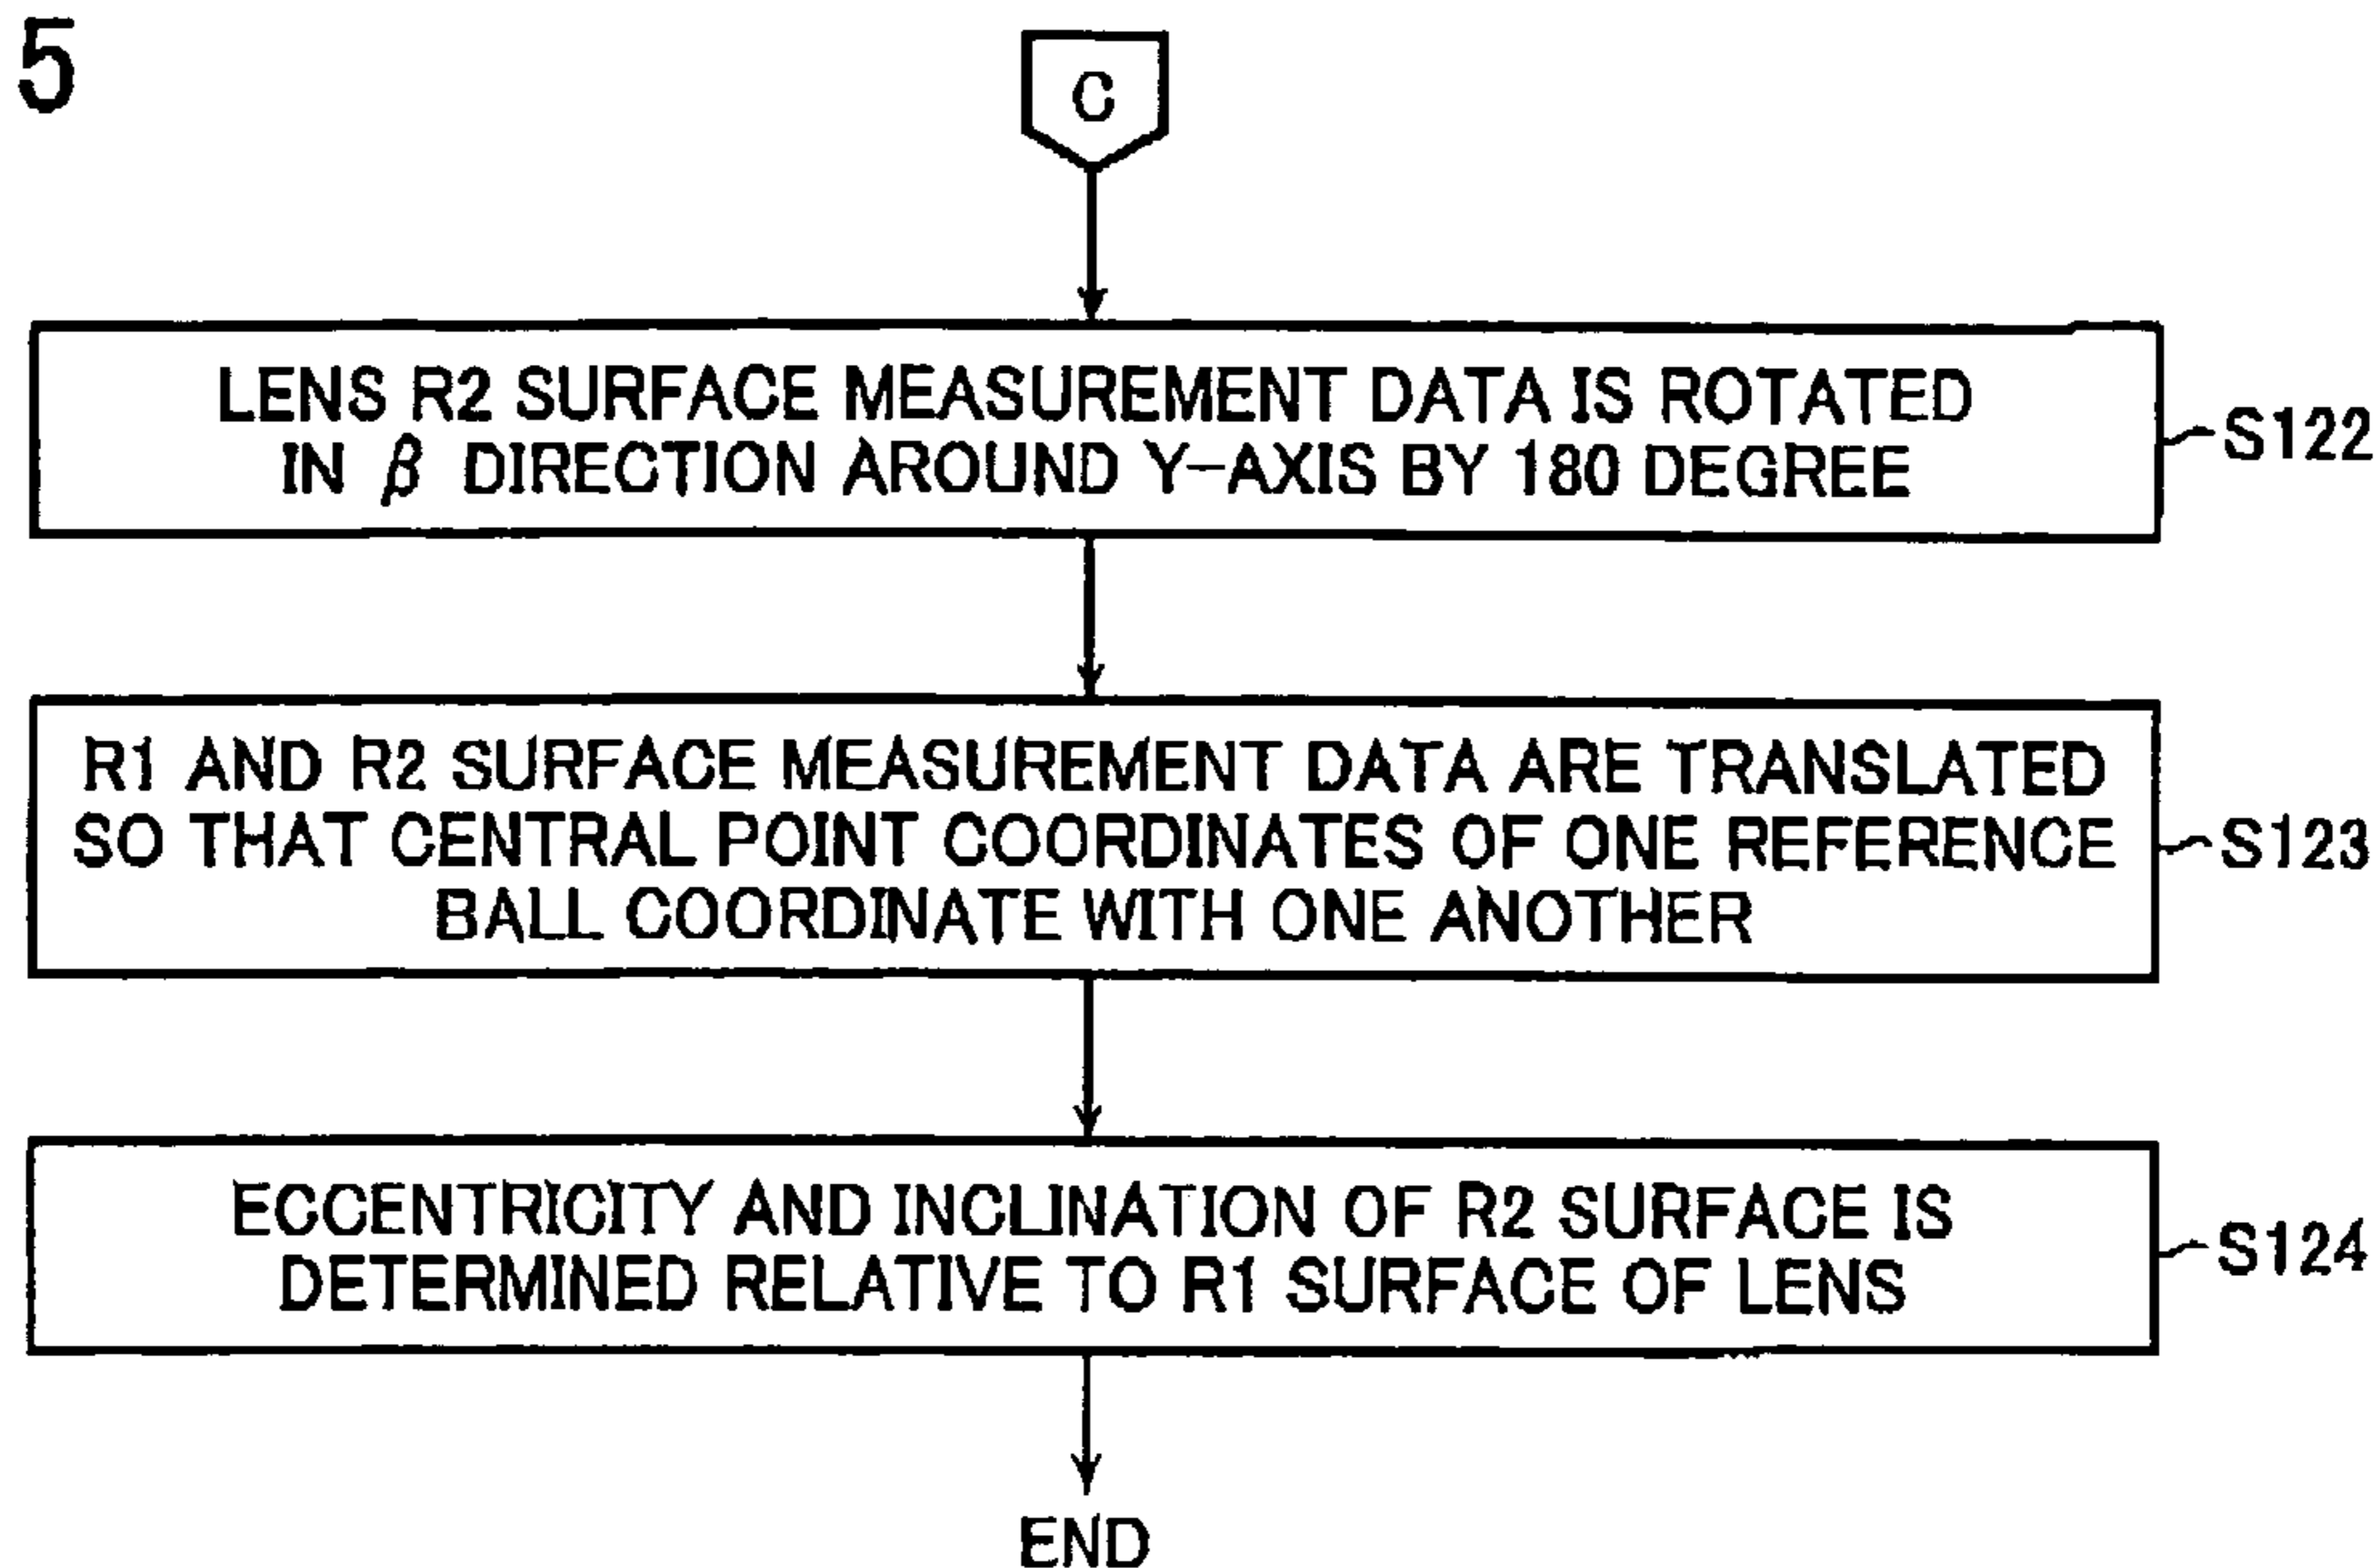 5
C
LENS R2 SURFACE MEASUREMENT DATA IS ROTATED
IN β DIRECTION AROUND Y-AXIS BY 180 DEGREE
S122
R1 AND R2 SURFACE MEASUREMENT DATA ARE TRANSLATED
SO THAT CENTRAL POINT COORDINATES OF ONE REFERENCE
BALL COORDINATE WITH ONE ANOTHER
S123
ECCENTRICITY AND INCLINATION OF R2 SURFACE IS
DETERMINED RELATIVE TO R1 SURFACE OF LENS
S124
END